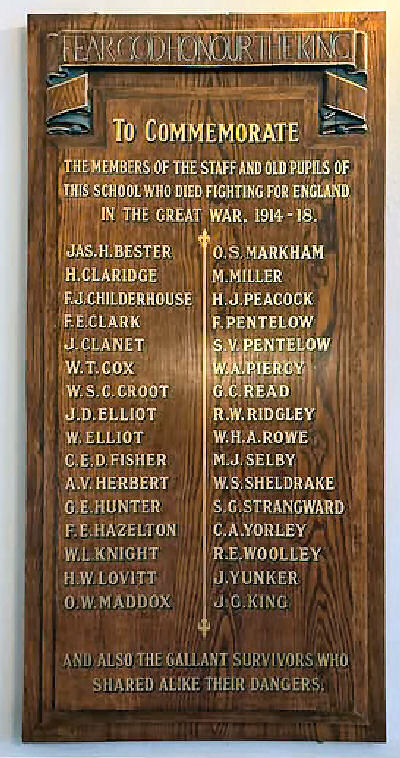 FEAR GOD HONOUR THE KING
TO COMMEMORATE
THE MEMBERS OF THE STAFF AND OLD PUPILS OF
THIS SCHOOL WHO DIED FIGHTING FOR ENGLAND
IN THE GREAT WAR. 1914-18.
JAS.H.BESTER
H.CLARIDGE
F.J.CHILDERHOUSE
F.E.CLARK
J.CLANET
W.T.COX
W.S.C.CROOT
J.D.ELLIOT
W.ELLIOT
C.E.D.FISHER
A.V.HERBERT
G.E.HUNTER
F.E.HAZELTON
W.L.KNIGHT
H.W.LOVITT
O.W.MADDOX
O.S.MARKHAM
M.MILLER
H.J.PEACOCK
F.PENTELOW
S.V.PENTELOW
W.A.PIERCY
G.C.READ
R.W.RIDGLEY
W.H.A.ROWE
M.J.SELBY
W.S.SHELDRAKE
S.G.STRANGWARD
C.A.YORLEY
R.E.WOOLLEY
J.YUNKER
J.G.KING
AND ALSO THE GALLANT SURVIVORS WHO
SHARED ALIKE THEIR DANGERS.